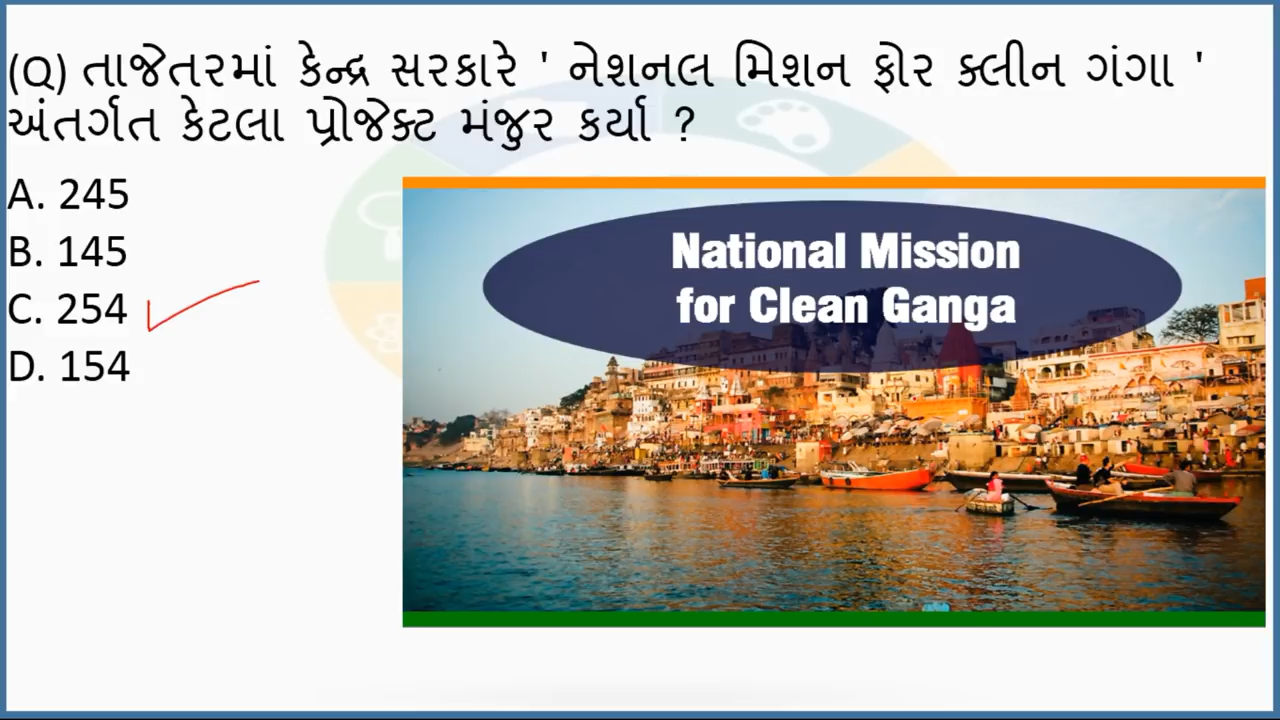 (Q) તાજેતરમાં કેન્દ્ર સરકારે ' નેશનલ મિશન ફોર ક્લીન ગંગા '
અંતર્ગત કેટલા પ્રોજેક્ટ મંજુર કર્યા ?
A. 245
B. 145
C. 254
D. 154
National Mission
for Clean Ganga